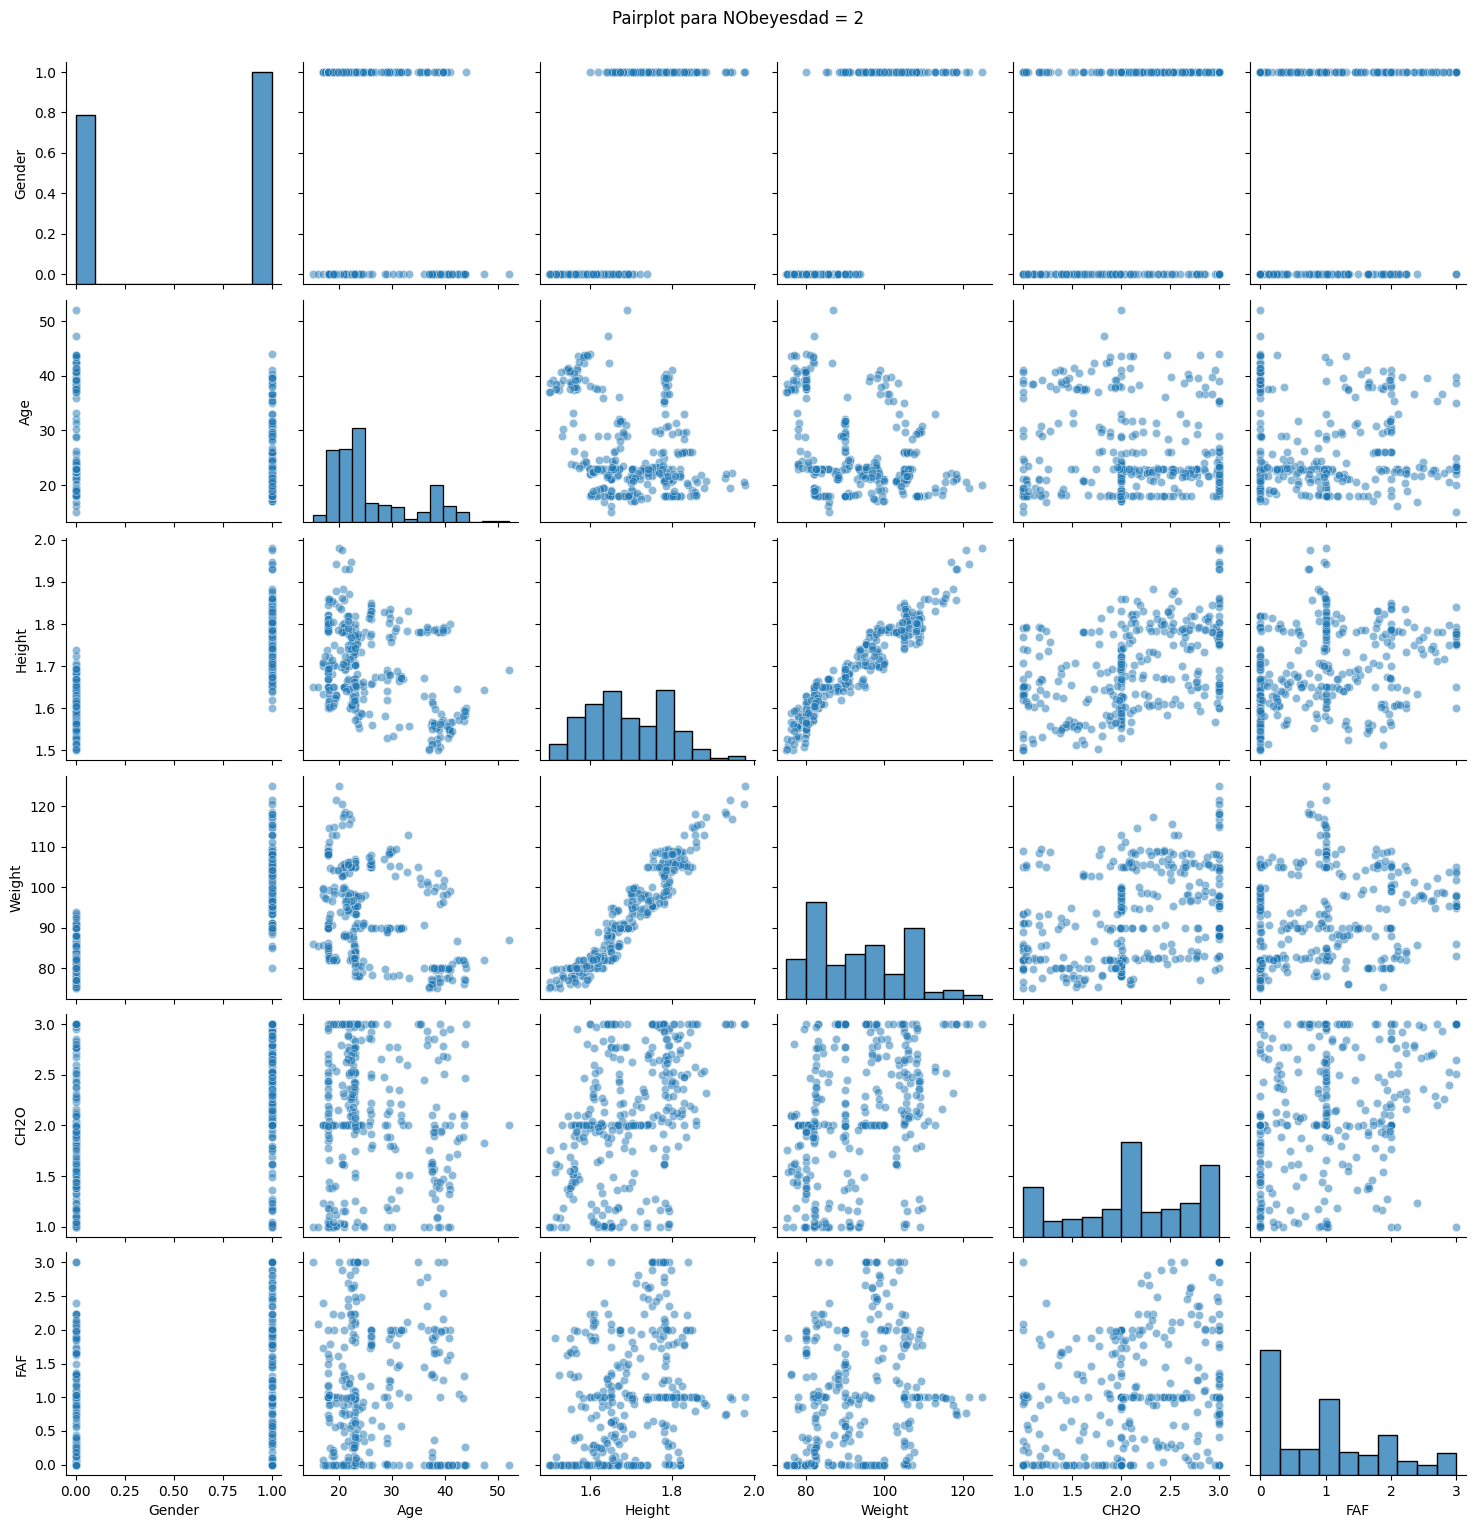 Pairplot para NObeyesdad = 2
1.0
0.8
0.6
0.4
0.2
0.0
Gender
50
40
30
20
Age
2.0
1.9
1.8
1.7
1.6
1.5
Height
120
110
100
90
80
Weight
3.0
2.5
2.0
1.5
1.0
CH2O
3.0
2.5
2.0
1.5
1.0
0.5
0.0
FAF
0.00 0.25 0.50 0.75 1.00
20 30 40 50
1.6 1.8 2.0
80 100 120
1.0 1.5 2.0 2.5 3.0
0 1 2 3
Gender Age Height Weight CH2O FAF